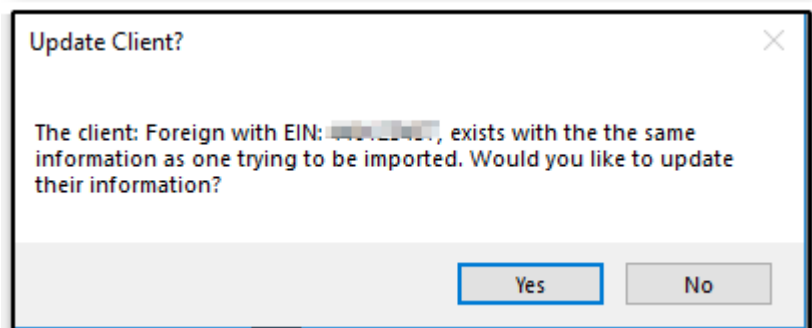 Update Client?
The client: Foreign with EIN: , exists with the the same
information as one trying to be imported. Would you like to update
their information?
Yes
No